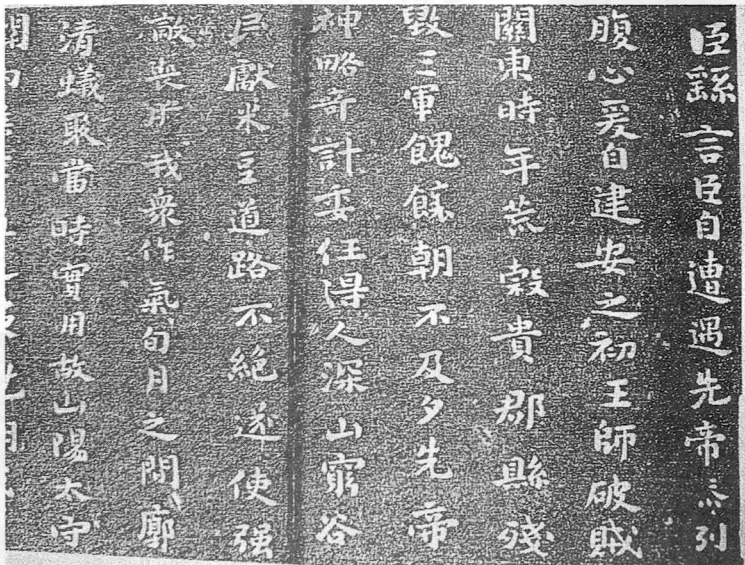 臣繇言臣自遭遇先帝忝列
腹心爰自建安之初王師破賊
關東時年荒穀貴郡縣殘
毀三軍餽饟朝不及夕先帝
神略奇計委任得人深山窮谷
民獻米豆道路不絕遂使强
敵喪膽我衆作氣旬月之間廓
清蟻聚當時實用故山陽太守